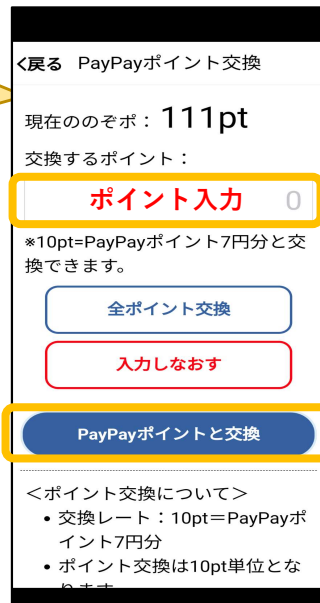 <戻る PayPayポイント交換
現在ののぞポ： 111pt
交換するポイント：
ポイント入力 0
*10pt=PayPayポイント7円分と交
換できます。
全ポイント交換
入力しなおす
PayPayポイントと交換
＜ポイント交換について＞
• 交換レート：10pt＝PayPayポ
イント7円分
• ポイント交換は10pt単位とな
ります